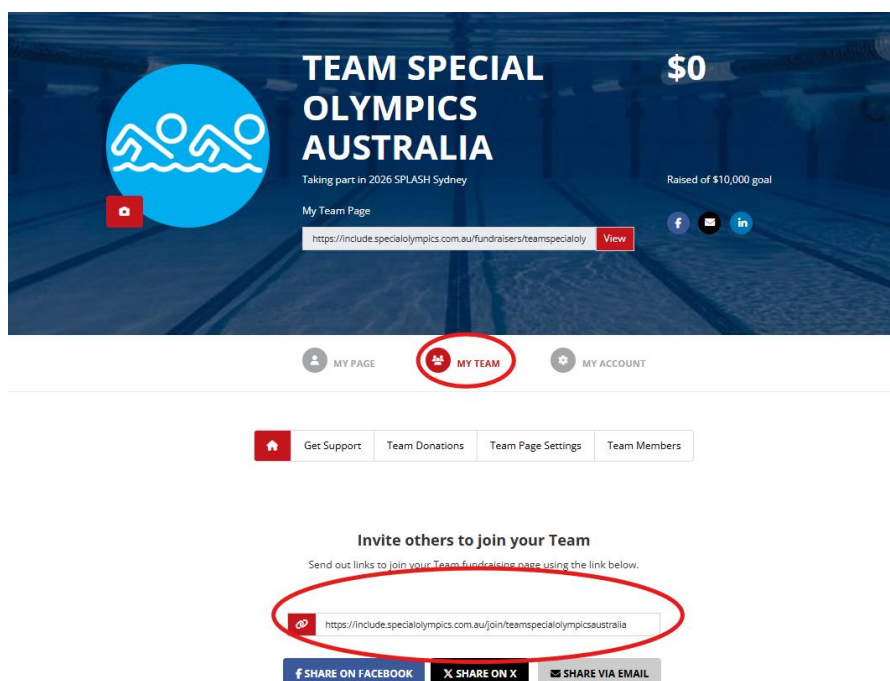 TEAM SPECIAL
OLYMPICS
AUSTRALIA
$0
Taking part in 2026 SPLASH Sydney
Raised of $10,000 goal
My Team Page
https://include.specialolympics.com.au/fundraisers/teamspecialoly
View
MY PAGE
MY TEAM
MY ACCOUNT
Get Support
Team Donations
Team Page Settings
Team Members
Invite others to join your Team
Send out links to join your Team fundraising page using the link below.
https://include.specialolympics.com.au/join/teamspecialolympicsaustralia
SHARE ON FACEBOOK
SHARE ON X
SHARE VIA EMAIL